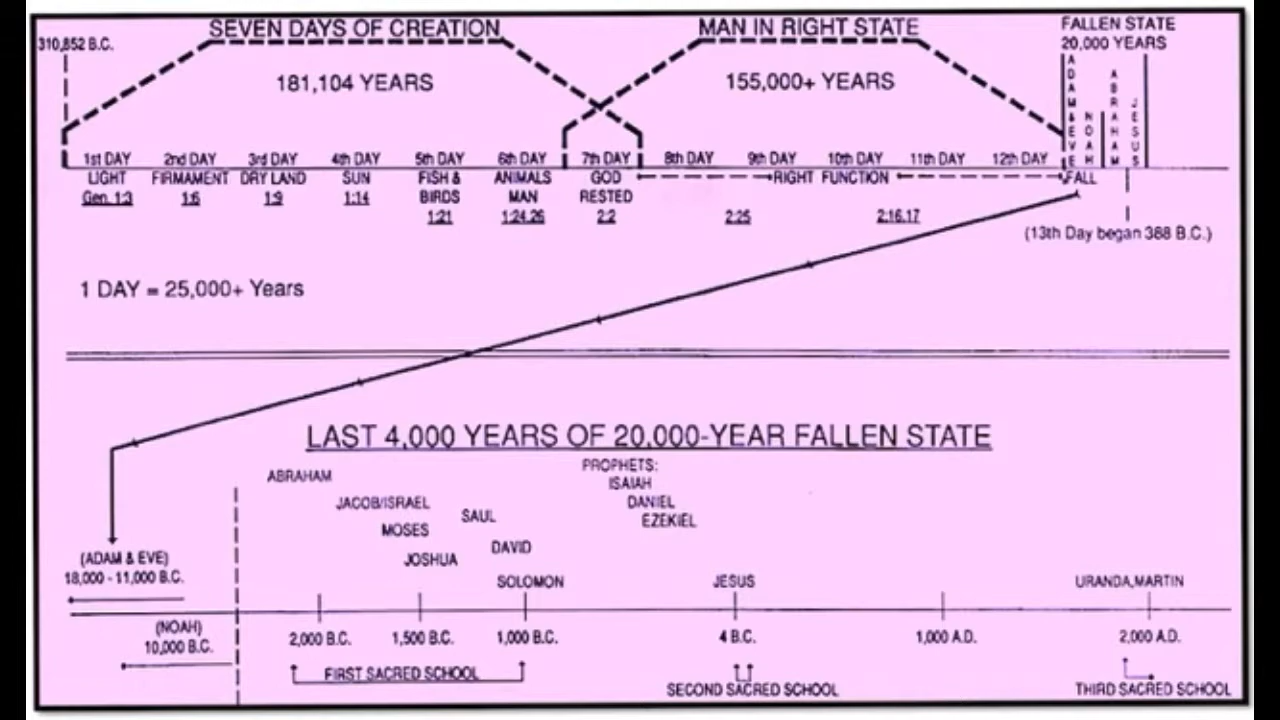 SEVEN DAYS OF CREATION
MAN IN RIGHT STATE
FALLEN STATE
20,000 YEARS
310,852 B.C.
181,104 YEARS
155,000+ YEARS
ADAM & EVE
NOAH
ABRAHAM
JESUS
1st DAY 2nd DAY 3rd DAY 4th DAY 5th DAY 6th DAY 7th DAY 8th DAY 9th DAY 10th DAY 11th DAY 12th DAY
LIGHT FIRMAMENT DRY LAND SUN FISH & ANIMALS GOD RIGHT FUNCTION FALL
Gen. 1:3 1:6 1:9 1:14 BIRDS MAN RESTED
1:21 1:24.26 2:2 2:25 2:16.17
(13th Day began 388 B.C.)
1 DAY = 25,000+ Years
LAST 4,000 YEARS OF 20,000-YEAR FALLEN STATE
PROPHETS:
ABRAHAM
ISAIAH
JACOB/ISRAEL
DANIEL
SAUL
EZEKIEL
MOSES
DAVID
JOSHUA
(ADAM & EVE)
18,000 - 11,000 B.C.
SOLOMON
JESUS
URANDA, MARTIN
(NOAH)
10,000 B.C.
2,000 B.C. 1,500 B.C. 1,000 B.C. 4 B.C. 1,000 A.D. 2,000 A.D.
FIRST SACRED SCHOOL
SECOND SACRED SCHOOL
THIRD SACRED SCHOOL